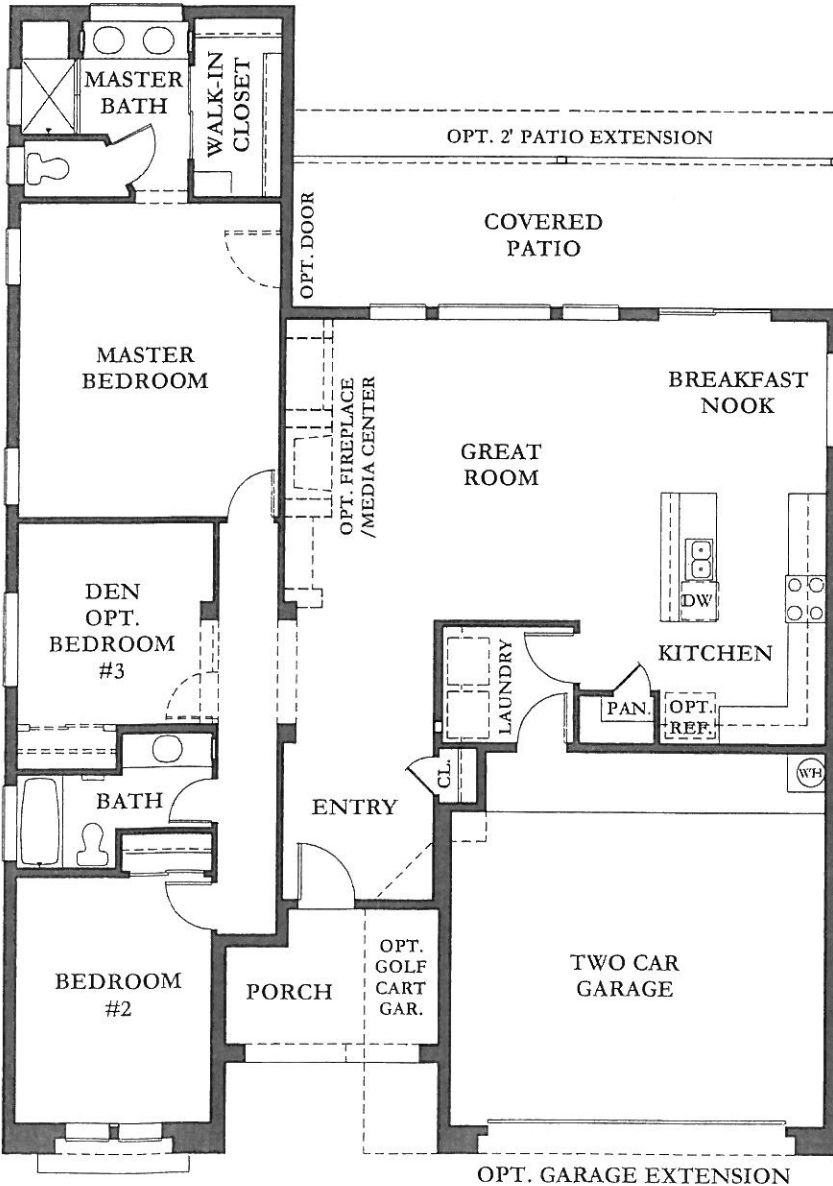 MASTER
BATH
WALK-IN
CLOSET
OPT. 2' PATIO EXTENSION
COVERED
PATIO
OPT. DOOR
MASTER
BEDROOM
OPT. FIREPLACE
/MEDIA CENTER
GREAT
ROOM
BREAKFAST
NOOK
DEN
OPT.
BEDROOM
#3
DW
KITCHEN
LAUNDRY
PAN.
OPT.
REF.
BATH
ENTRY
CL.
WH
BEDROOM
#2
PORCH
OPT.
GOLF
CART
GAR.
TWO CAR
GARAGE
OPT. GARAGE EXTENSION